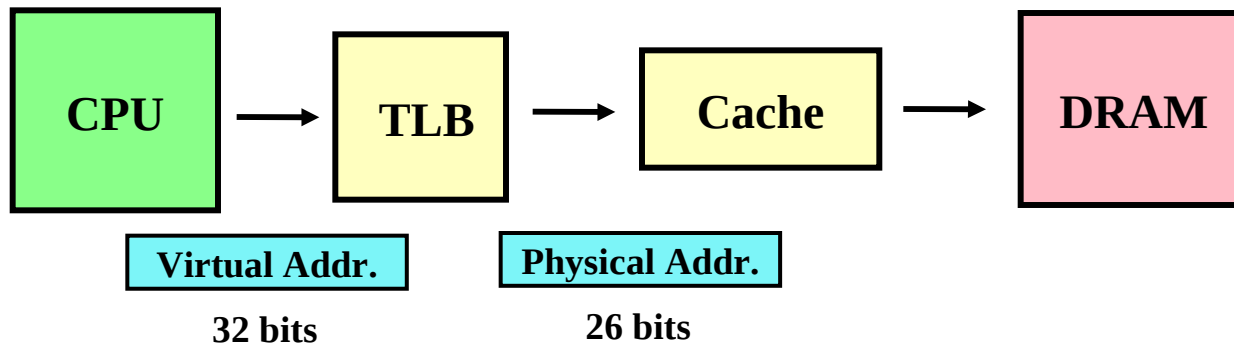 CPU
TLB
Cache
DRAM
Virtual Addr.
Physical Addr.
32 bits
26 bits